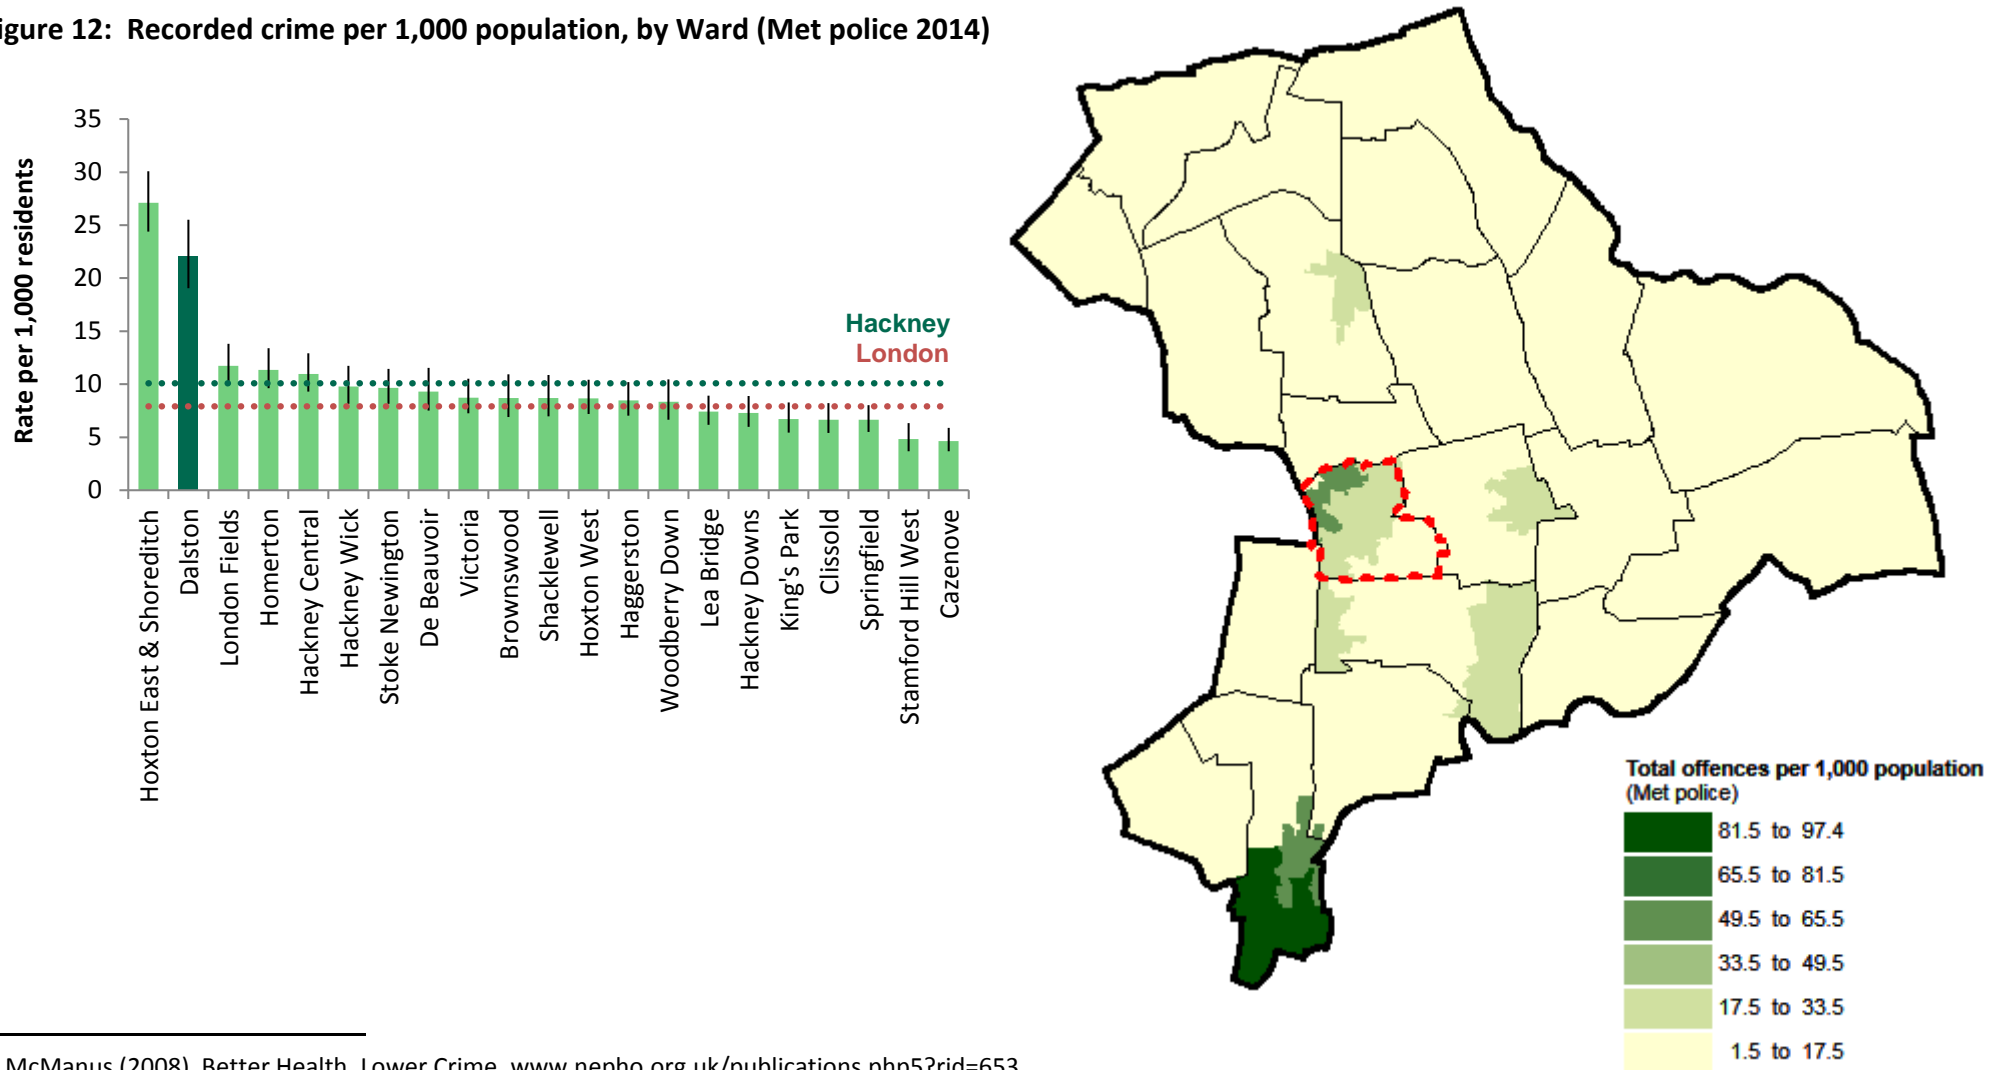 igure 12: Recorded crime per 1,000 population, by Ward (Met police 2014)
Rate per 1,000 residents
35
30
25
20
15
10
5
0
Hackney
London
Hoxton East & Shoreditch
Dalston
London Fields
Homerton
Hackney Central
Hackney Wick
Stoke Newington
De Beauvoir
Victoria
Brownswood
Shacklewell
Hoxton West
Haggerston
Woodberry Down
Lea Bridge
Hackney Downs
King's Park
Clissold
Springfield
Stamford Hill West
Cazenove
Total offences per 1,000 population
(Met police)
81.5 to 97.4
65.5 to 81.5
49.5 to 65.5
33.5 to 49.5
17.5 to 33.5
1.5 to 17.5
McManus (2008) Better Health, Lower Crime. www.nepho.org.uk/publications.php5?rid=653